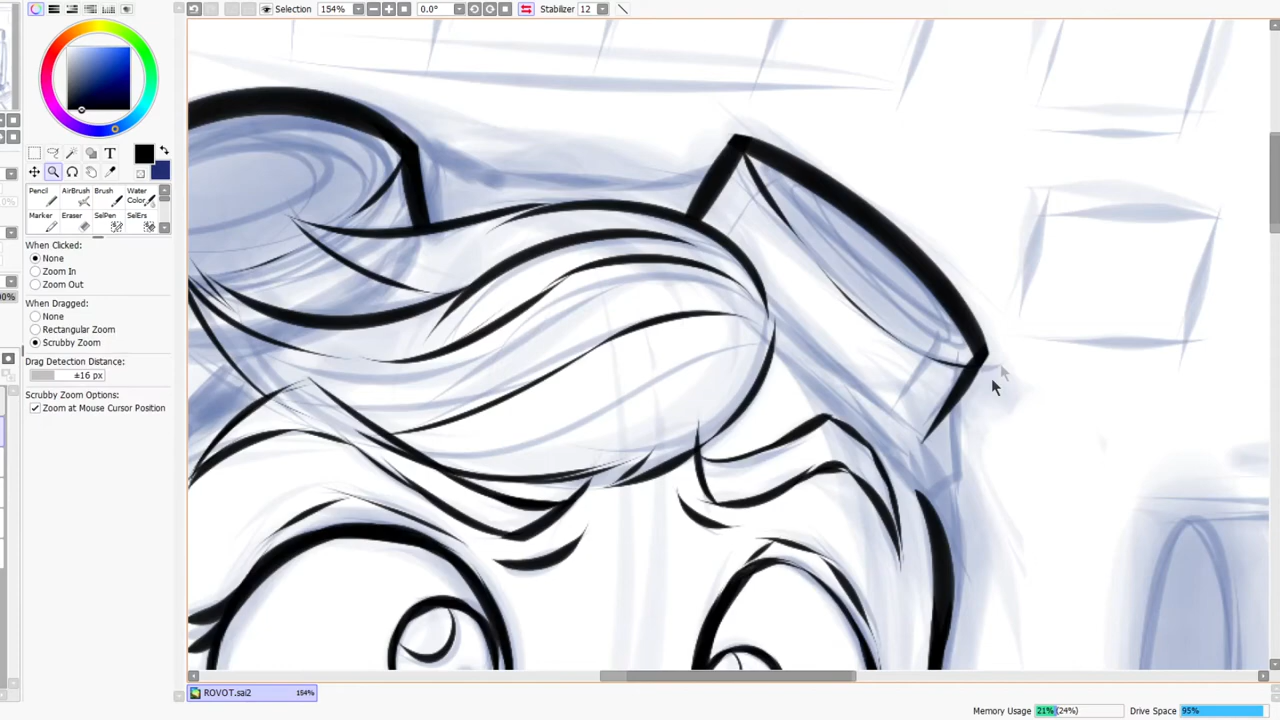 Selection 154% 0.0° Stabilizer 12
T
Pencil AirBrush Brush Water Color
Marker Eraser SelPen SelErs
When Clicked:
None
Zoom In
Zoom Out
When Dragged:
None
Rectangular Zoom
Scrubby Zoom
Drag Detection Distance:
±16 px
Scrubby Zoom Options:
Zoom at Mouse Cursor Position
ROVOT.sai2 154%
Memory Usage 21% (24%) Drive Space 95%